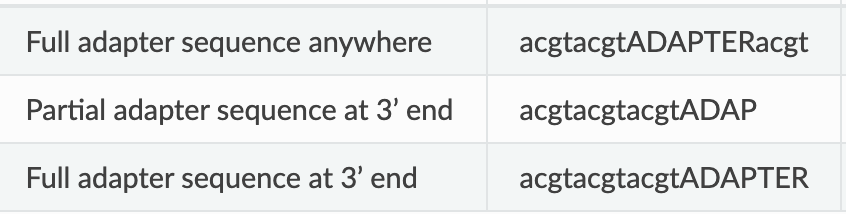 Full adapter sequence anywhere acgtacgtADAPTERacgt
Partial adapter sequence at 3’ end acgtacgtacgtADAP
Full adapter sequence at 3’ end acgtacgtacgtADAPTER